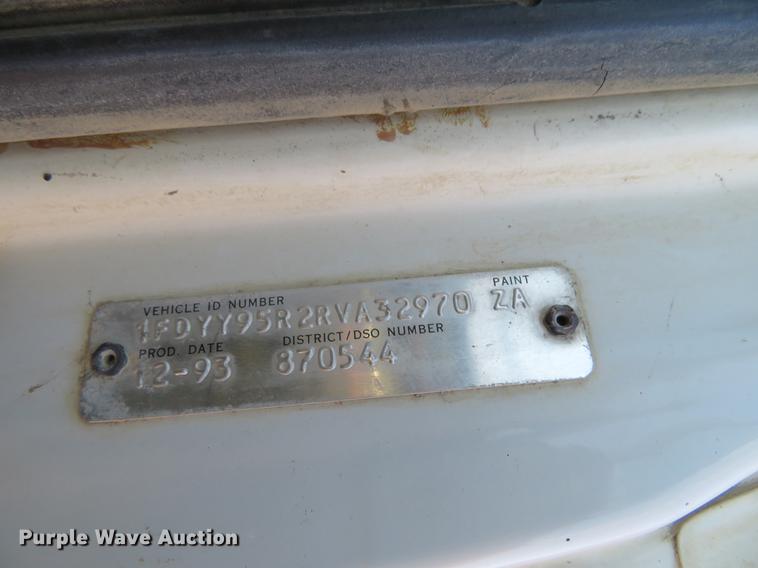 VEHICLE ID NUMBER PAINT
1FDYY95R2RVA32970 ZA
PROD. DATE DISTRICT/DSO NUMBER
12-93 870544
Purple Wave Auction